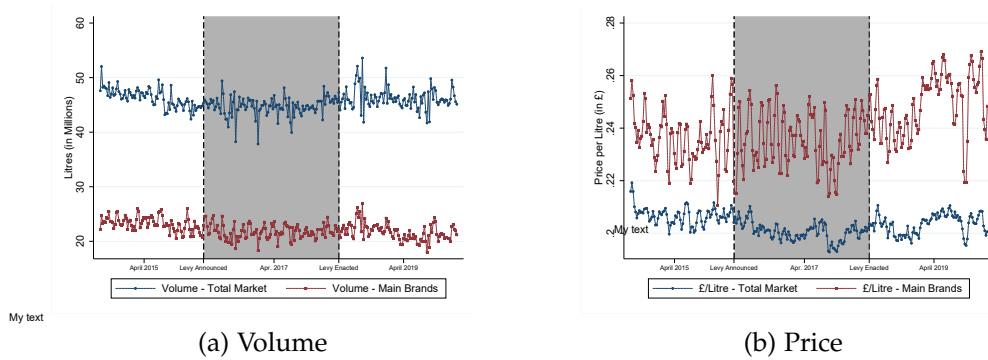 60
50
40
30
20
Litres (in Millions)
April 2015
Levy Announced
Apr. 2017
Levy Enacted
April 2019
Volume - Total Market
Volume - Main Brands
My text
(a) Volume
.28
.26
.24
.22
.2
My text
Price per Litre (in £)
April 2015
Levy Announced
Apr. 2017
Levy Enacted
April 2019
£/Litre - Total Market
£/Litre - Main Brands
(b) Price